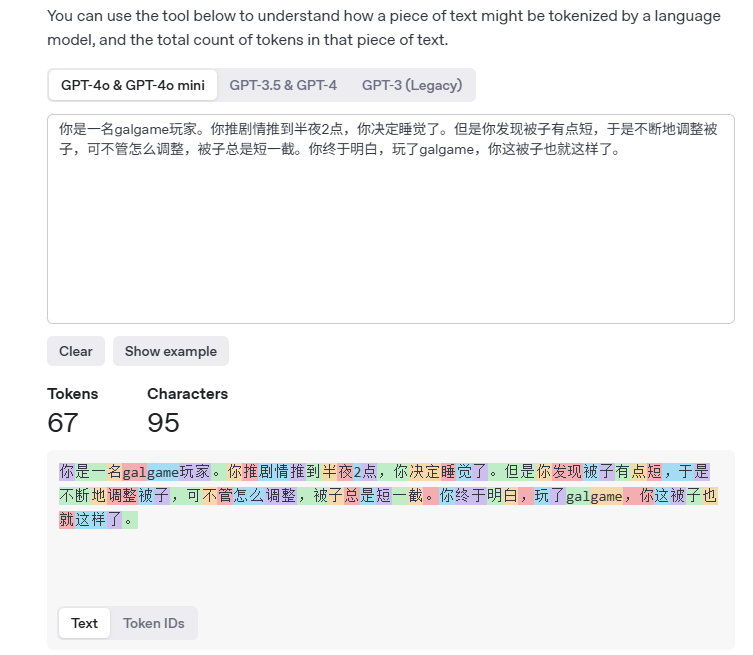 You can use the tool below to understand how a piece of text might be tokenized by a language
model, and the total count of tokens in that piece of text.
GPT-4o & GPT-4o mini GPT-3.5 & GPT-4 GPT-3 (Legacy)
你是一名galgame玩家。你推剧情推到半夜2点，你决定睡觉了。但是你发现被子有点短，于是不断地调整被
子，可不管怎么调整，被子总是短一截。你终于明白，玩了galgame，你这被子也就这样了。
Clear Show example
Tokens Characters
67 95
你是一名galgame玩家。你推剧情推到半夜2点，你决定睡觉了。但是你发现被子有点短，于是
不断地调整被子，可不管怎么调整，被子总是短一截。你终于明白，玩了galgame，你这被子也
就这样了。
Text Token IDs